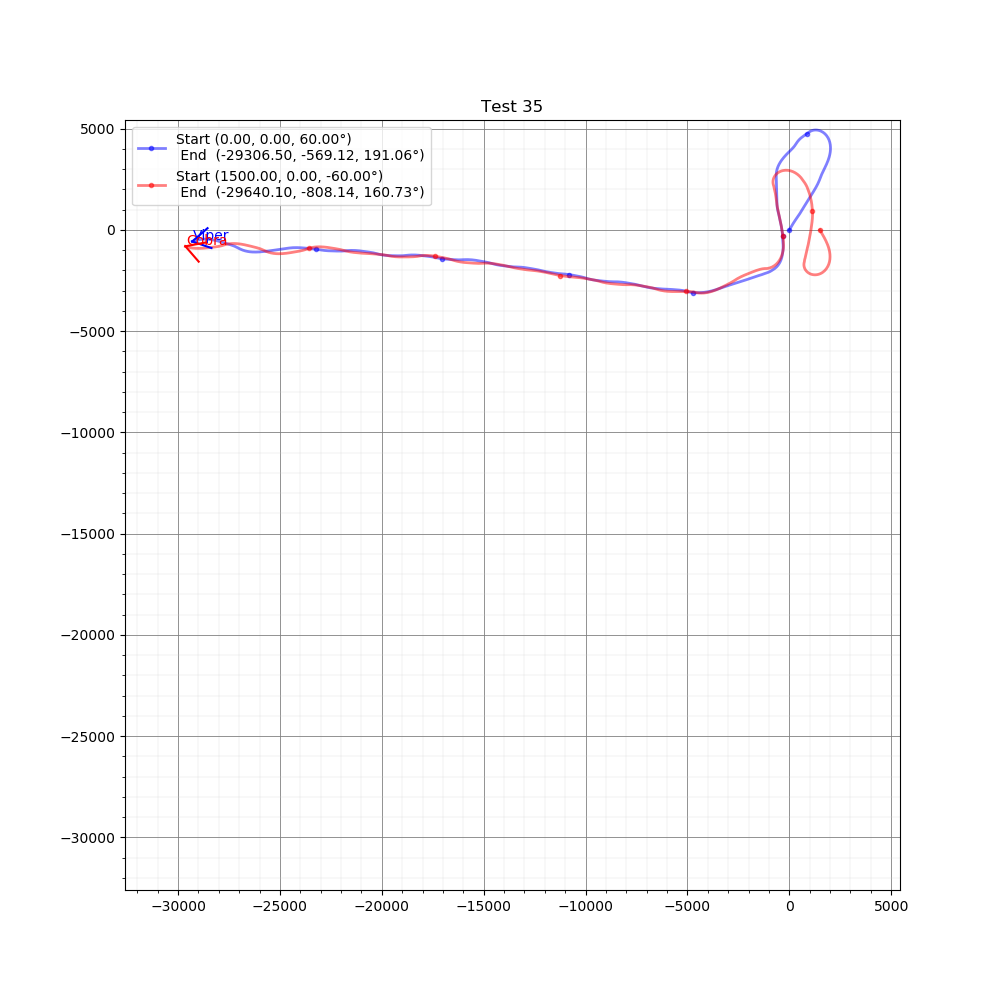 Test 35
Start (0.00, 0.00, 60.00°)
End (-29306.50, -569.12, 191.06°)
Start (1500.00, 0.00, -60.00°)
End (-29640.10, -808.14, 160.73°)
Viper
Cobra
5000
0
−5000
−10000
−15000
−20000
−25000
−30000
−30000 −25000 −20000 −15000 −10000 −5000 0 5000